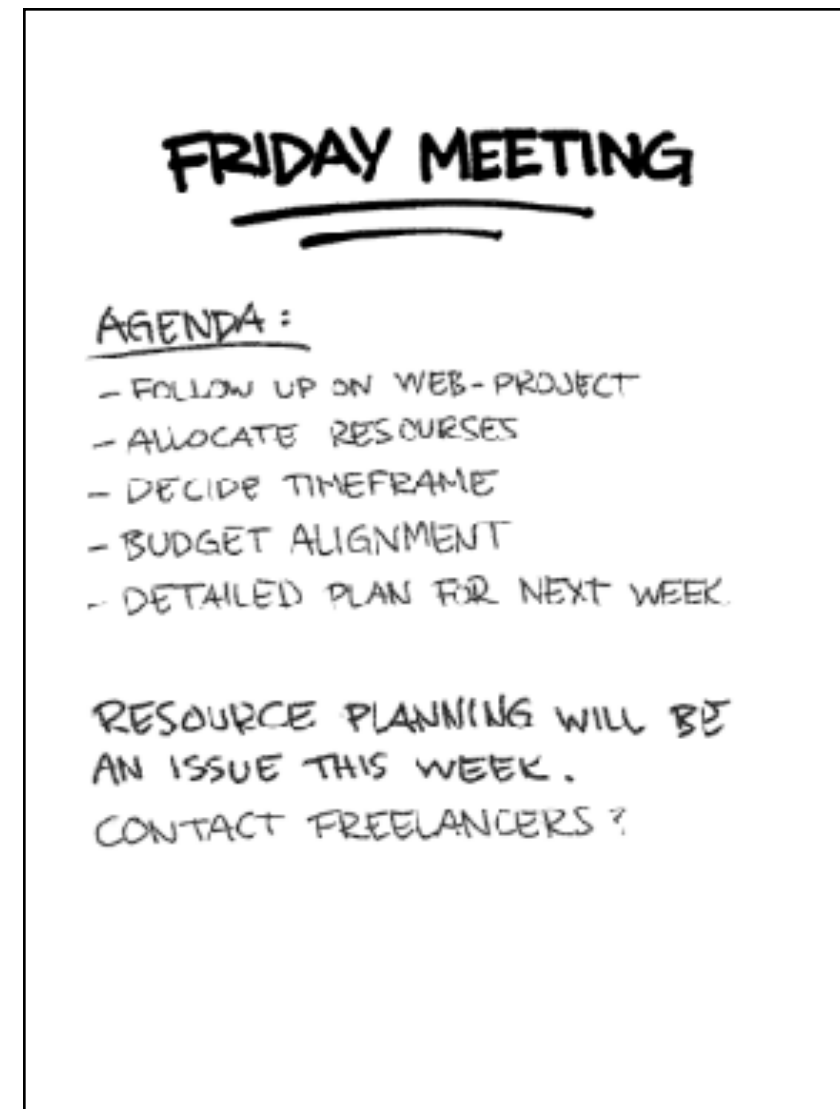 FRIDAY MEETING
AGENDA:
- FOLLOW UP ON WEB-PROJECT
- ALLOCATE RESOURSES
- DECIDE TIMEFRAME
- BUDGET ALIGNMENT
- DETAILED PLAN FOR NEXT WEEK
RESOURCE PLANNING WILL BE
AN ISSUE THIS WEEK.
CONTACT FREELANCERS?